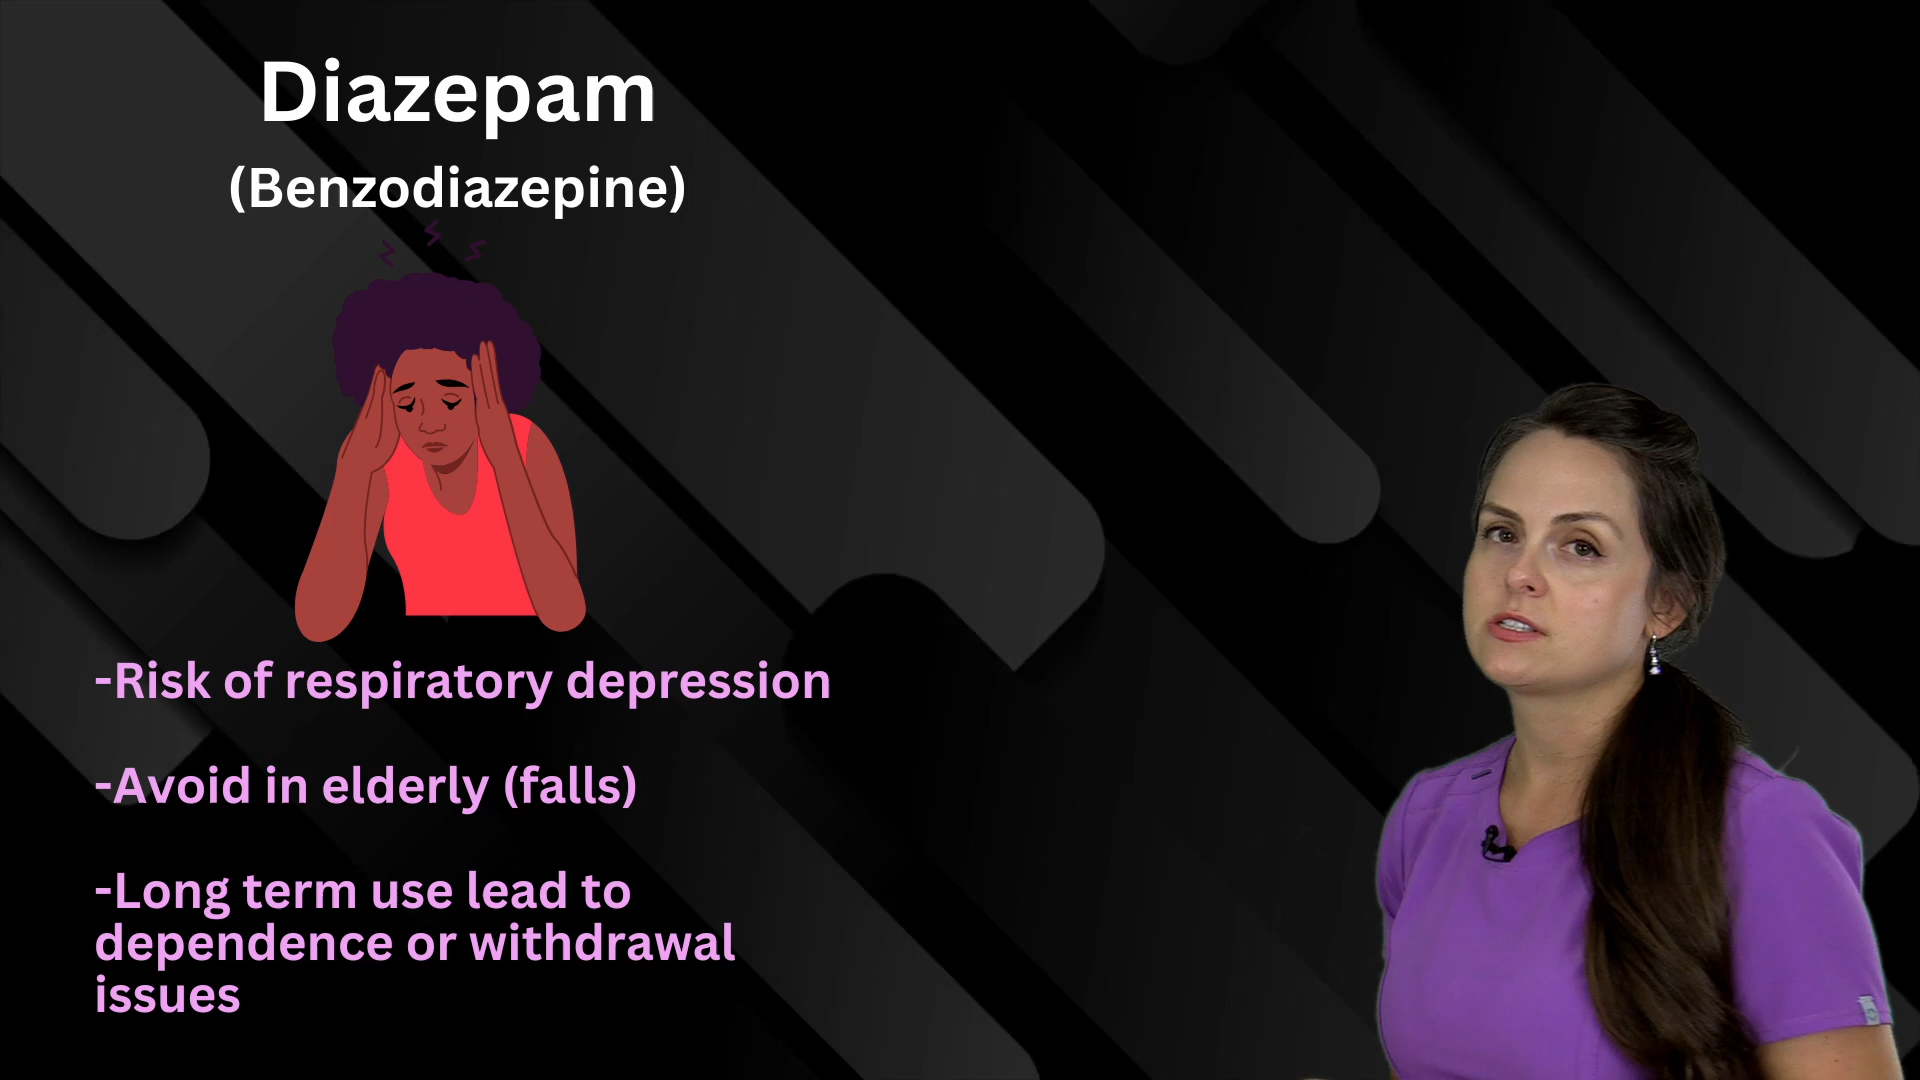 Diazepam
(Benzodiazepine)
-Risk of respiratory depression
-Avoid in elderly (falls)
-Long term use lead to
dependence or withdrawal
issues